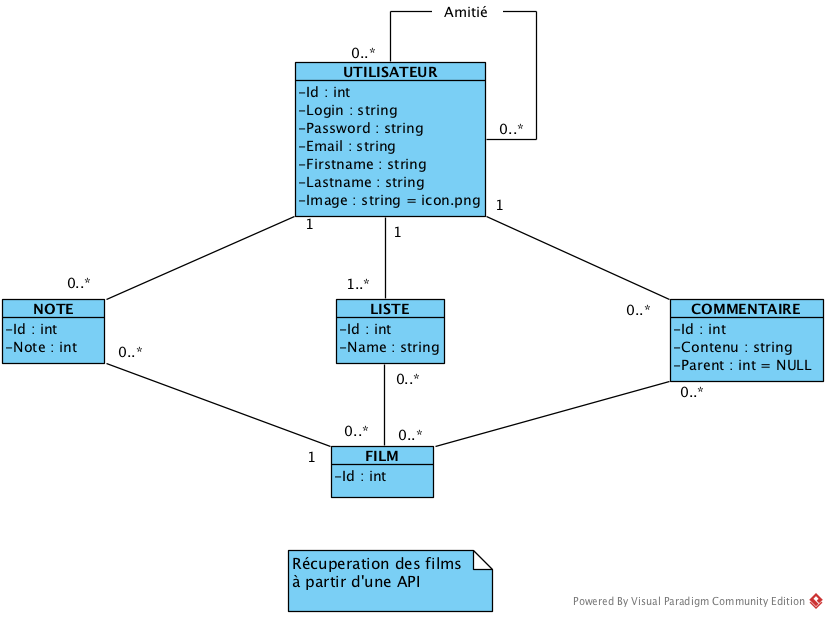 Amitié
0..*
UTILISATEUR
-Id : int
-Login : string
-Password : string
0..*
-Email : string
-Firstname : string
-Lastname : string
-Image : string = icon.png
1
1
1
0..*
1..*
0..*
NOTE
-Id : int
-Note : int
LISTE
-Id : int
-Name : string
COMMENTAIRE
-Id : int
-Contenu : string
-Parent : int = NULL
0..*
0..*
0..*
0..*
0..*
1
FILM
-Id : int
Récuperation des films
à partir d'une API
Powered By Visual Paradigm Community Edition